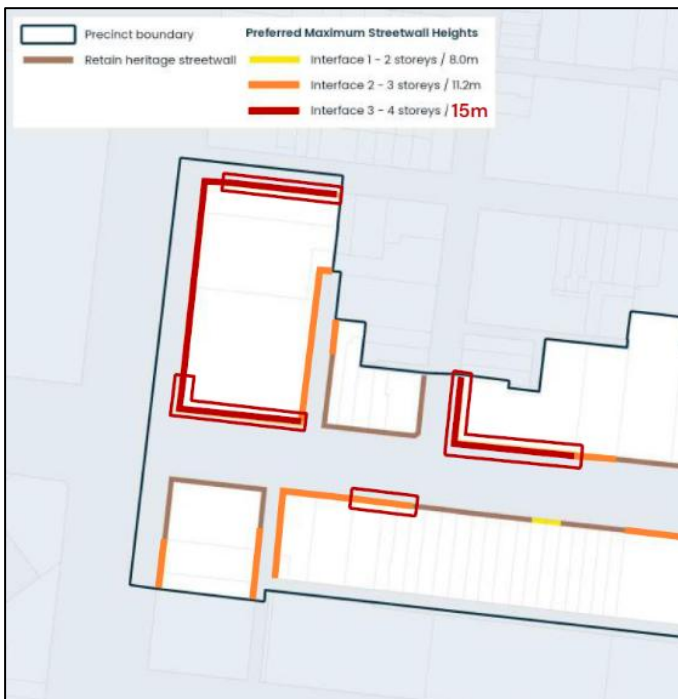 Precinct boundary
Retain heritage streetwall
Preferred Maximum Streetwall Heights
Interface 1 - 2 storeys / 8.0m
Interface 2 - 3 storeys / 11.2m
Interface 3 - 4 storeys / 15m